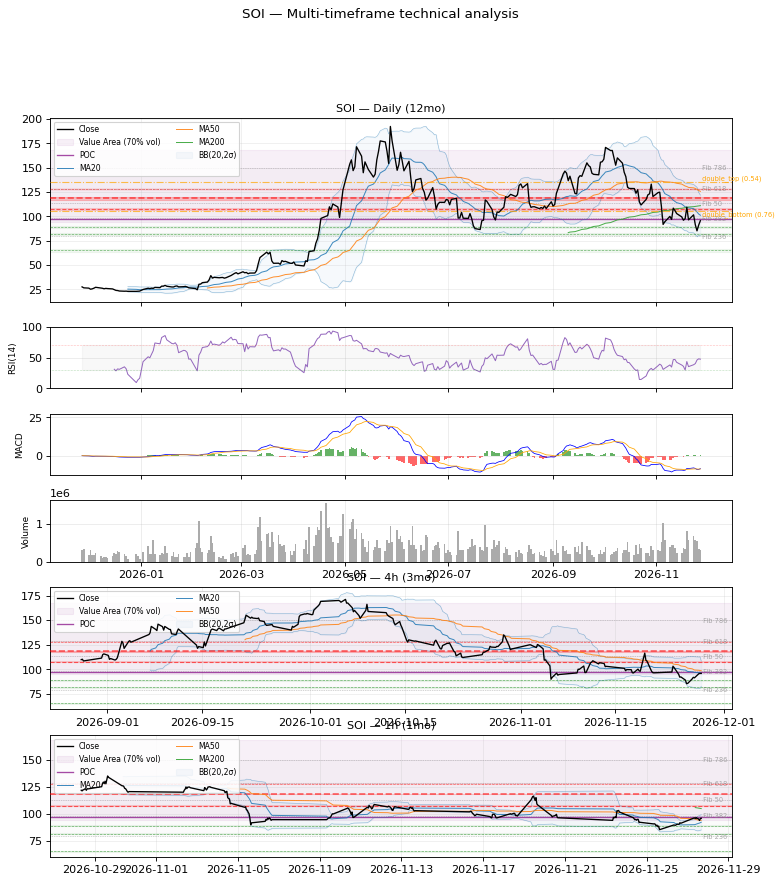 SOI — Multi-timeframe technical analysis
SOI — Daily (12mo)
200
175
150
125
100
75
50
25
Close
Value Area (70% vol)
POC
MA20
MA50
MA200
BB(20,2σ)
Fib 786
double_top (0.54)
Fib 618
Fib 50
double_bottom (0.76)
Fib 236
RSI(14)
100
50
0
MACD
25
0
1e6
Volume
1
0
2026-01
2026-03
2026-05
2026-07
2026-09
2026-11
SOI — 4h (3mo)
175
150
125
100
75
Close
Value Area (70% vol)
POC
MA20
MA50
BB(20,2σ)
Fib 786
Fib 618
Fib 50
Fib 382
Fib 236
2026-09-01
2026-09-15
2026-10-01
2026-10-15
2026-11-01
2026-11-15
2026-12-01
SOI — 1h (1mo)
150
125
100
75
Close
Value Area (70% vol)
POC
MA20
MA50
MA200
BB(20,2σ)
Fib 786
Fib 618
Fib 50
Fib 382
Fib 236
2026-10-29
2026-11-01
2026-11-05
2026-11-09
2026-11-13
2026-11-17
2026-11-21
2026-11-25
2026-11-29